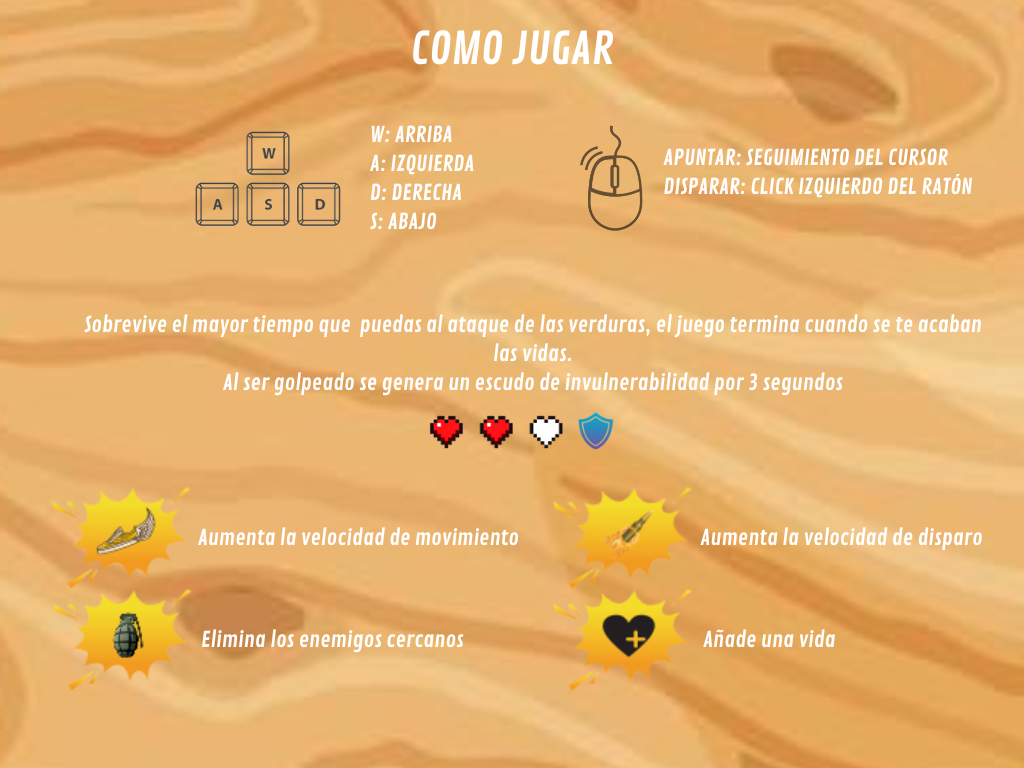 COMO JUGAR
W
A S D
W: ARRIBA
A: IZQUIERDA
D: DERECHA
S: ABAJO
APUNTAR: SEGUIMIENTO DEL CURSOR
DISPARAR: CLICK IZQUIERDO DEL RATÓN
Sobrevive el mayor tiempo que puedas al ataque de las verduras, el juego termina cuando se te acaban
las vidas.
Al ser golpeado se genera un escudo de invulnerabilidad por 3 segundos
Aumenta la velocidad de movimiento
Aumenta la velocidad de disparo
Elimina los enemigos cercanos
Añade una vida